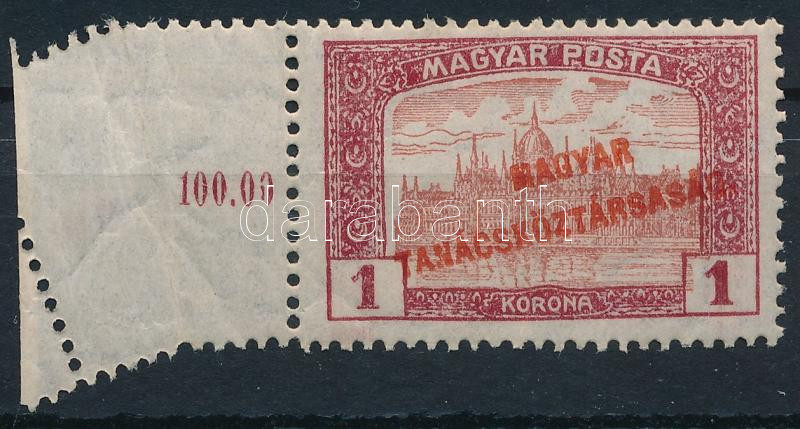 MAGYAR POSTA
100.00
MAGYAR
TANÁCSKÖZTÁRSASÁG.
darabanth
1
KORONA
1